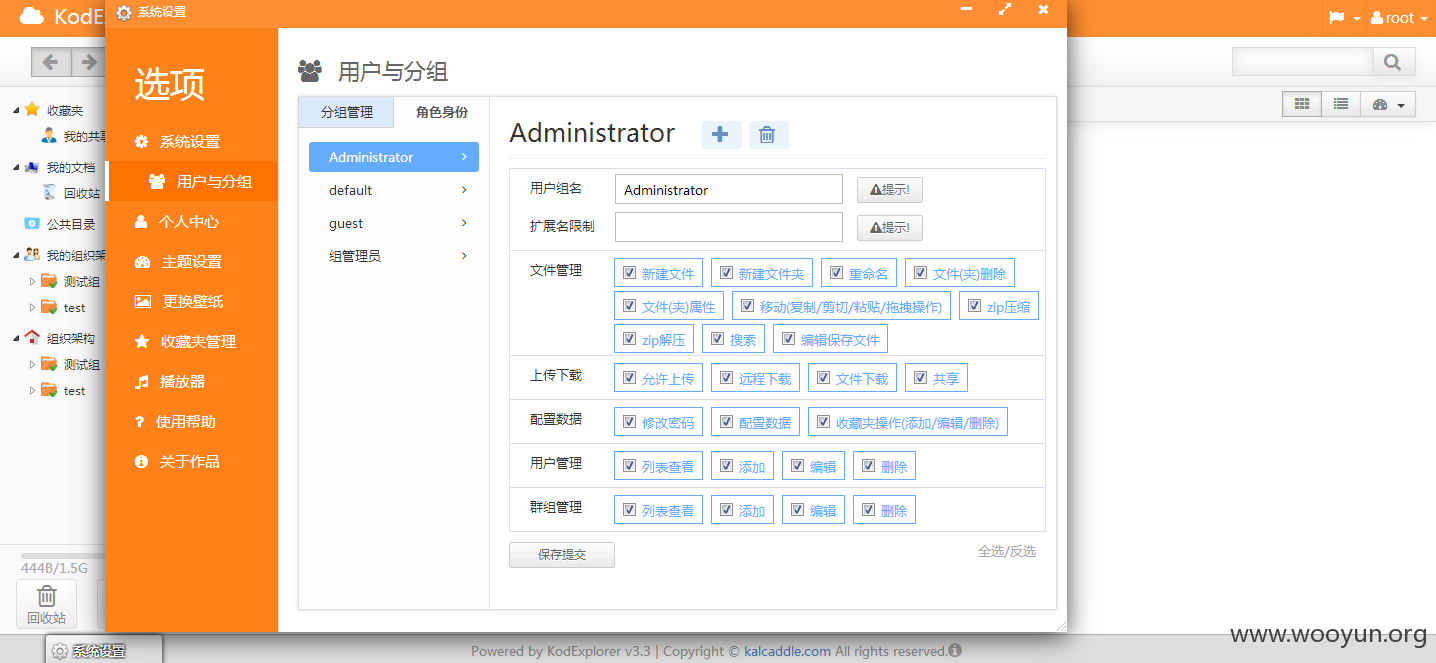 KodE
系统设置
root
选项
系统设置
用户与分组
个人中心
主题设置
更换壁纸
收藏夹管理
播放器
使用帮助
关于作品
收藏夹
我的共享
我的文档
回收站
公共目录
我的组织架
测试组
test
组织架构
测试组
test
444B/1.5G
回收站
用户与分组
分组管理
角色身份
Administrator
default
guest
组管理员
Administrator
用户组名 Administrator 提示!
扩展名限制 提示!
文件管理 新建文件 新建文件夹 重命名 文件(夹)删除
文件(夹)属性 移动(复制/剪切/粘贴/拖拽操作) zip压缩
zip解压 搜索 编辑保存文件
上传下载 允许上传 远程下载 文件下载 共享
配置数据 修改密码 配置数据 收藏夹操作(添加/编辑/删除)
用户管理 列表查看 添加 编辑 删除
群组管理 列表查看 添加 编辑 删除
保存提交 全选/反选
系统设置
Powered by KodExplorer v3.3 | Copyright © kalcaddle.com All rights reserved.
www.wooyun.org